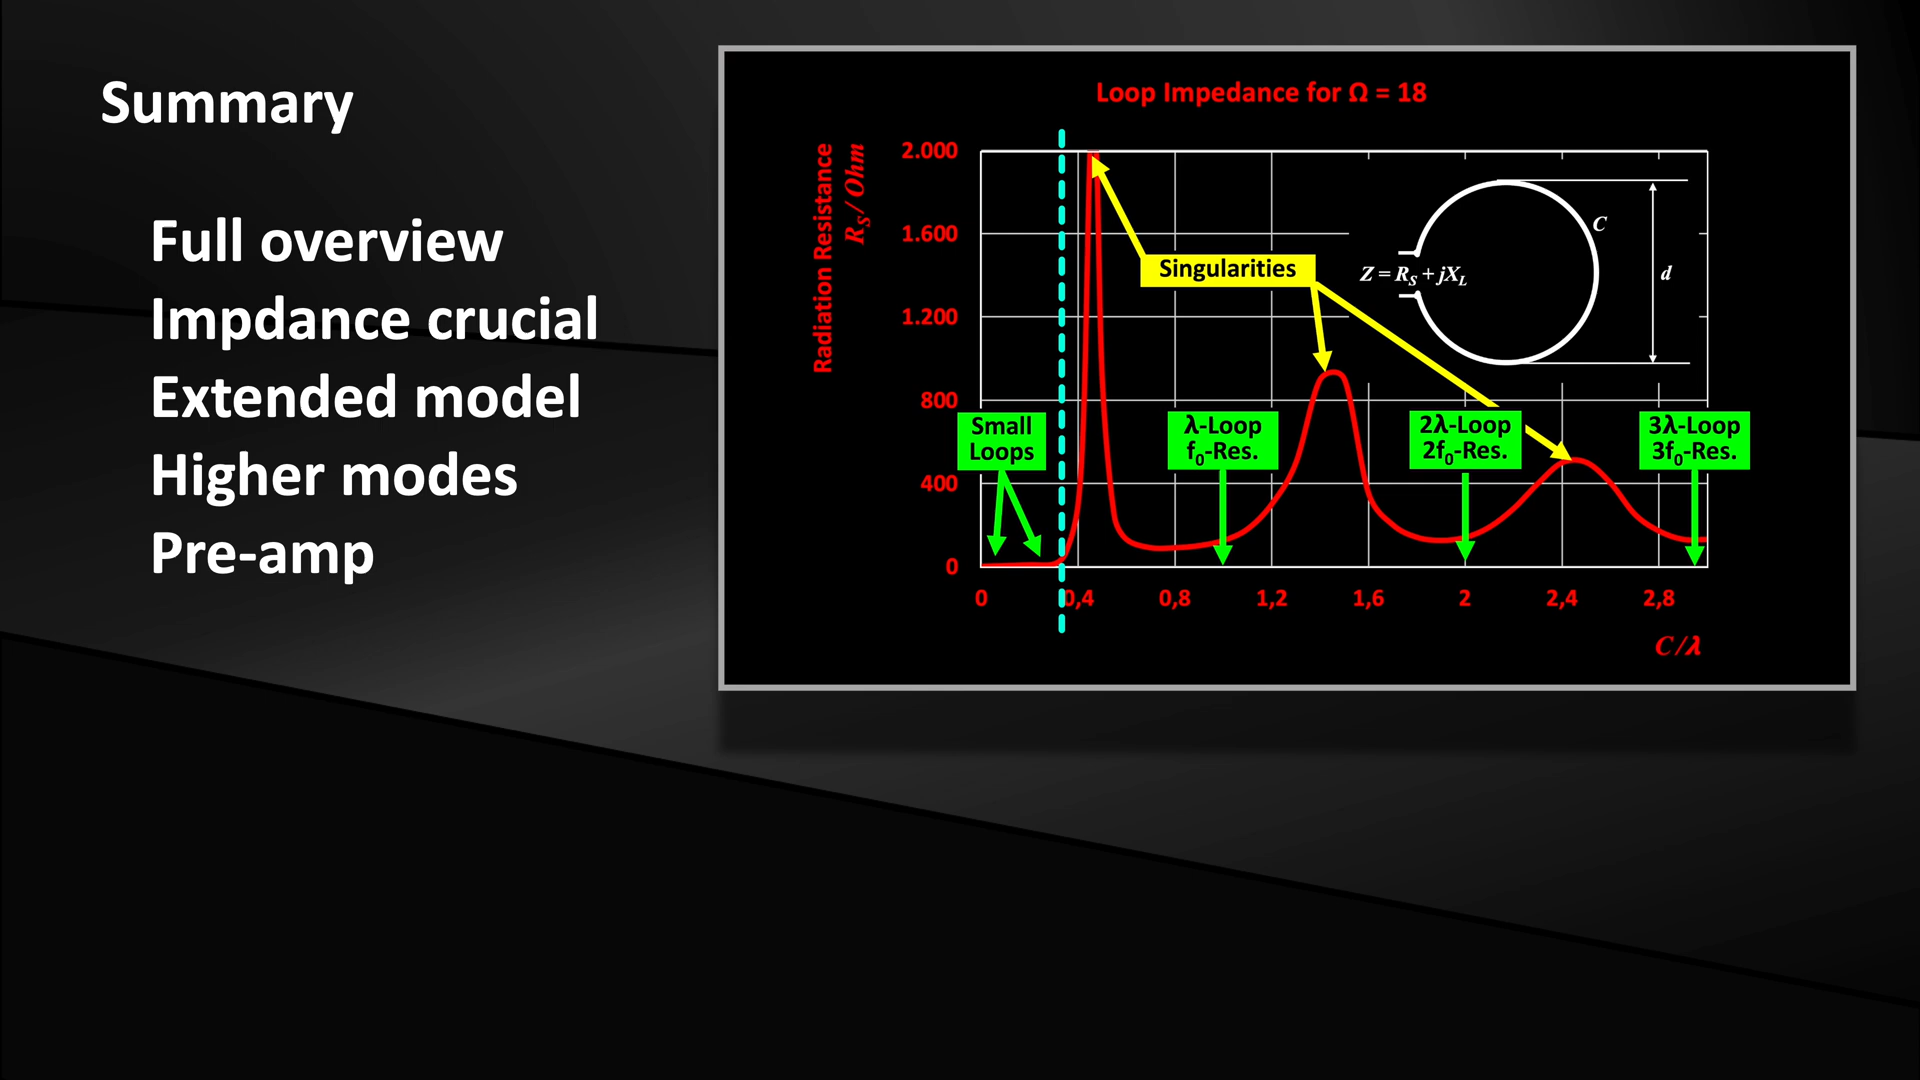 Summary
Full overview
Impdance crucial
Extended model
Higher modes
Pre-amp
Loop Impedance for Ω = 18
Radiation Resistance
R_S / Ohm
2.000
1.600
1.200
800
400
0
0
0,4
0,8
1,2
1,6
2
2,4
2,8
C/λ
Singularities
Z = R_S + jX_L
C
d
Small
Loops
λ-Loop
f₀-Res.
2λ-Loop
2f₀-Res.
3λ-Loop
3f₀-Res.